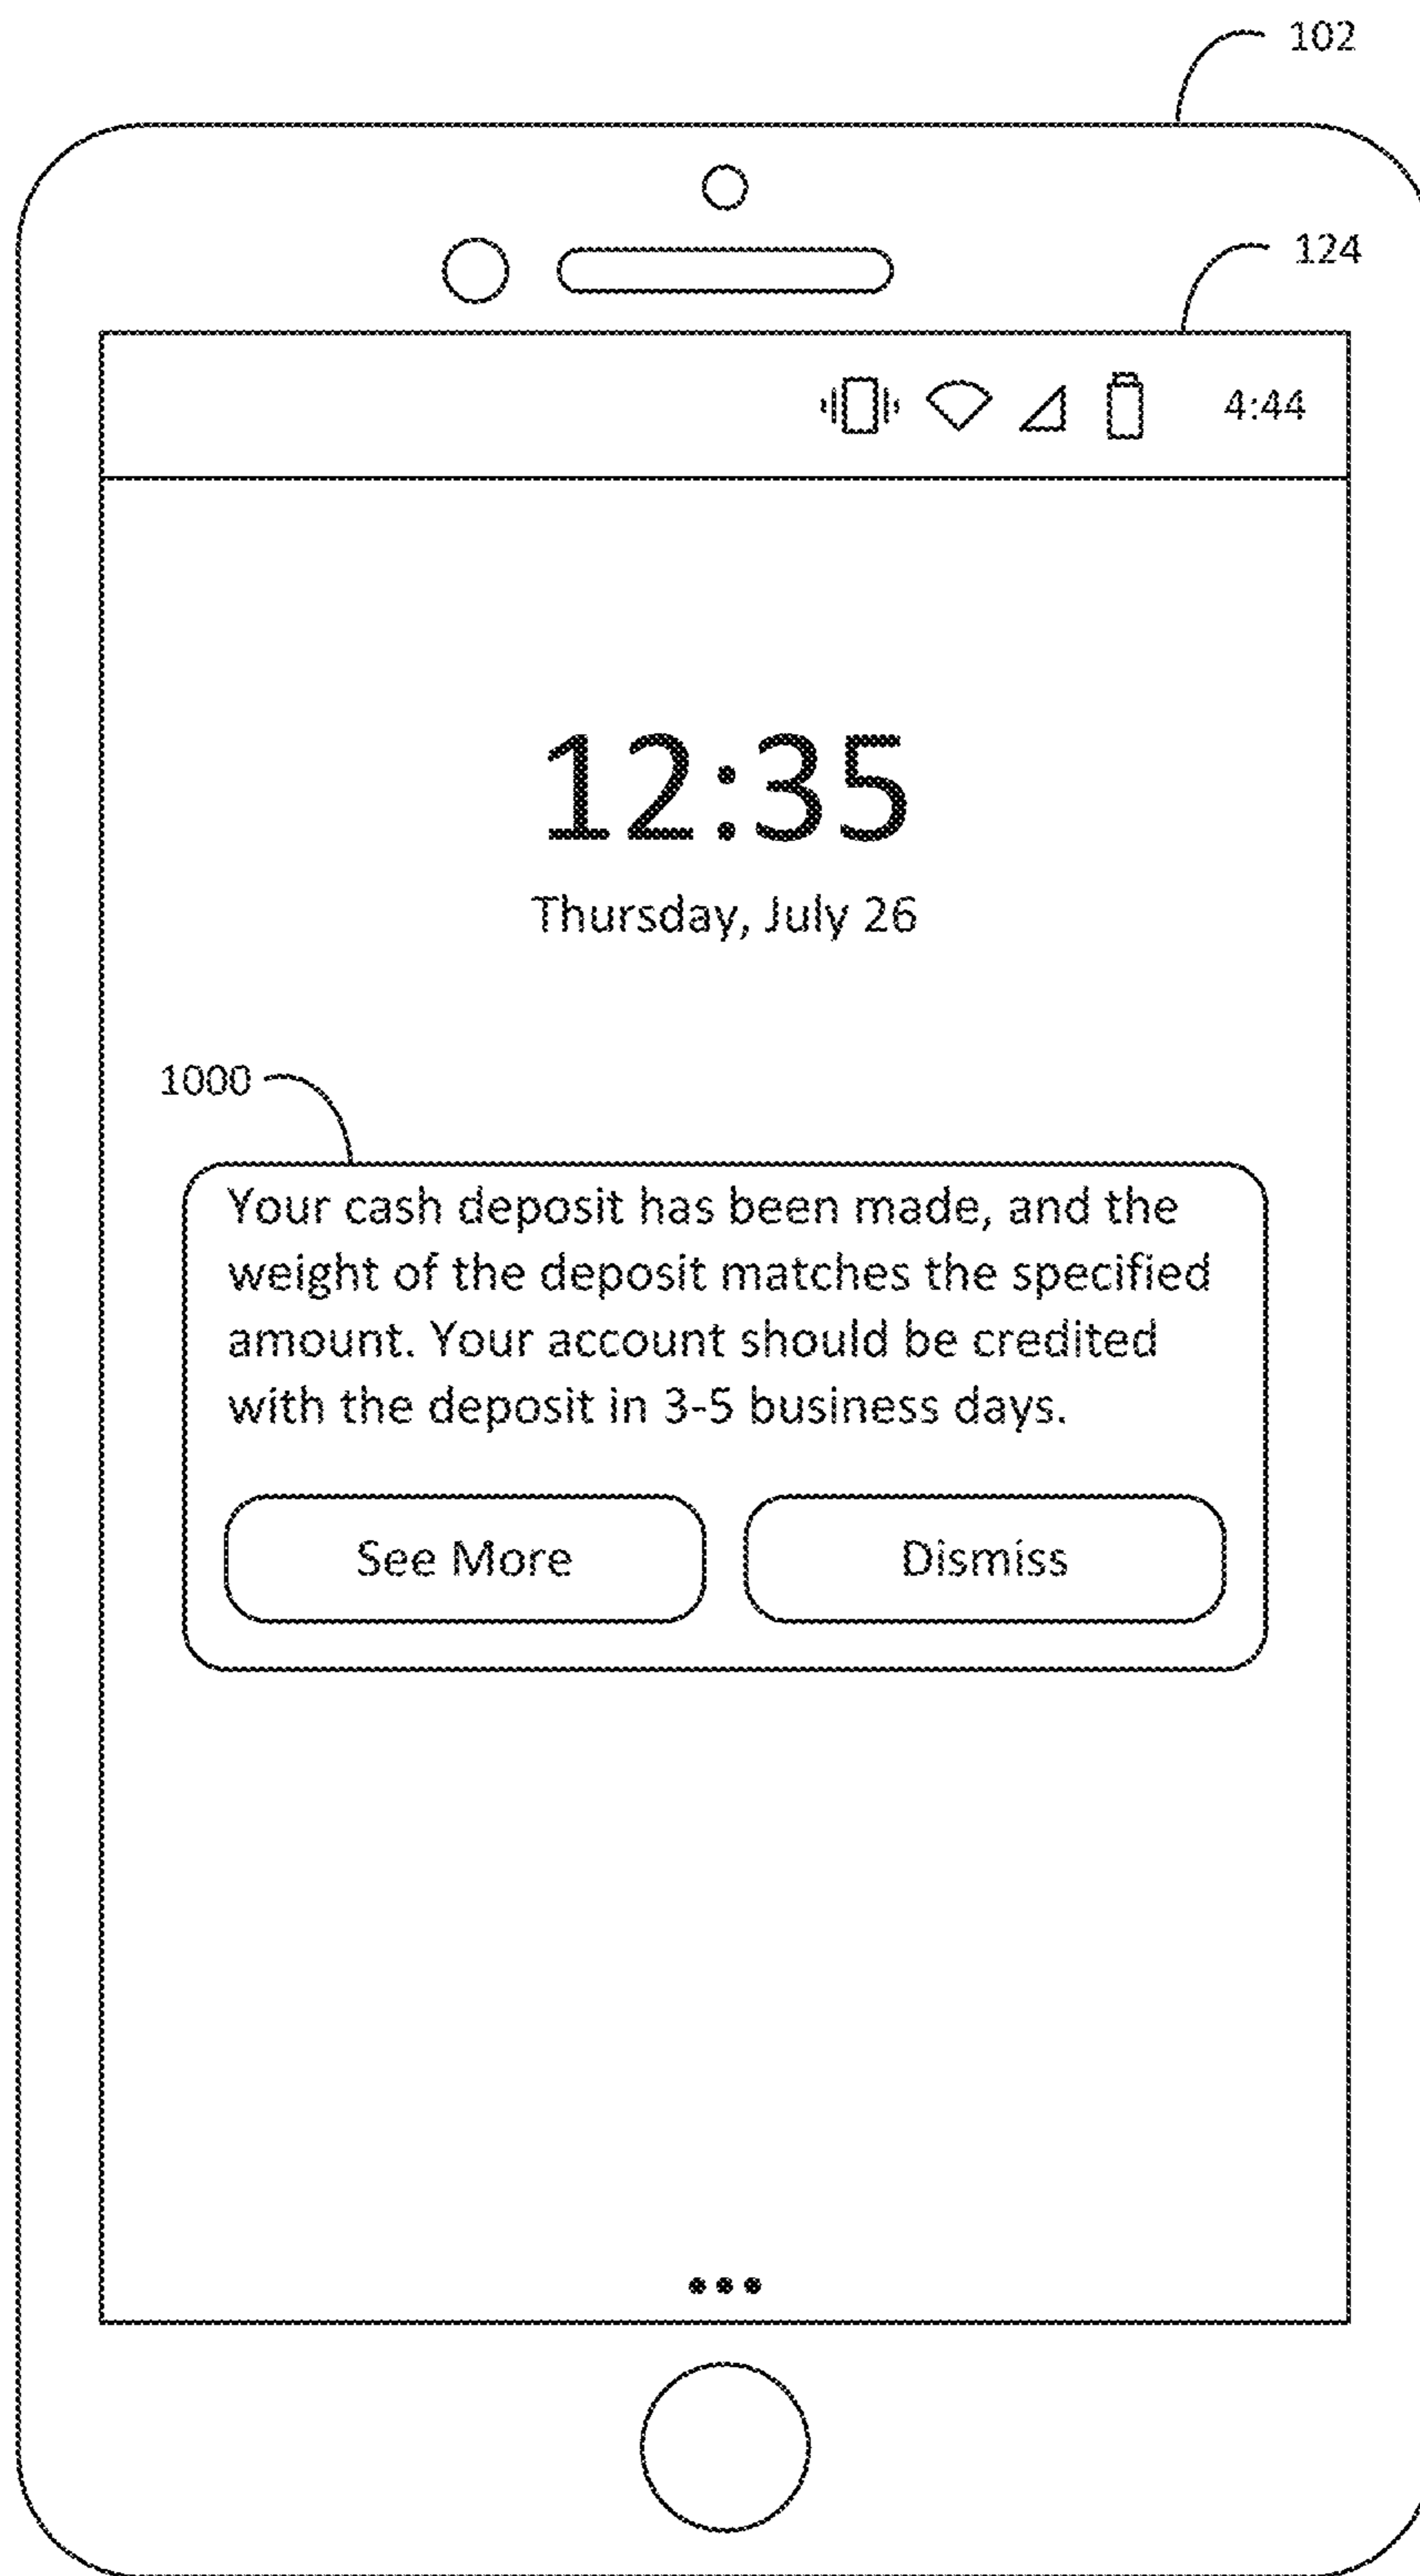 102
124
4:44
12:35
Thursday, July 26
1000
Your cash deposit has been made, and the
weight of the deposit matches the specified
amount. Your account should be credited
with the deposit in 3-5 business days.
See More
Dismiss